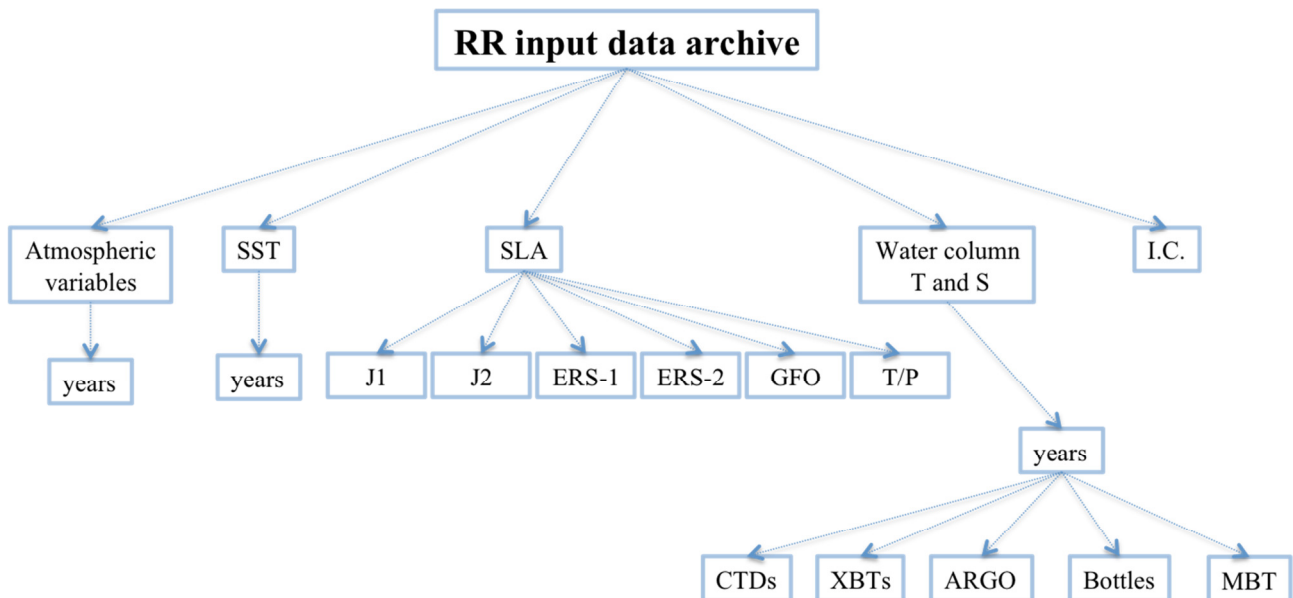 RR input data archive
Atmospheric
variables
SST
SLA
Water column
T and S
I.C.
years
years
J1
J2
ERS-1
ERS-2
GFO
T/P
years
CTDs
XBTs
ARGO
Bottles
MBT